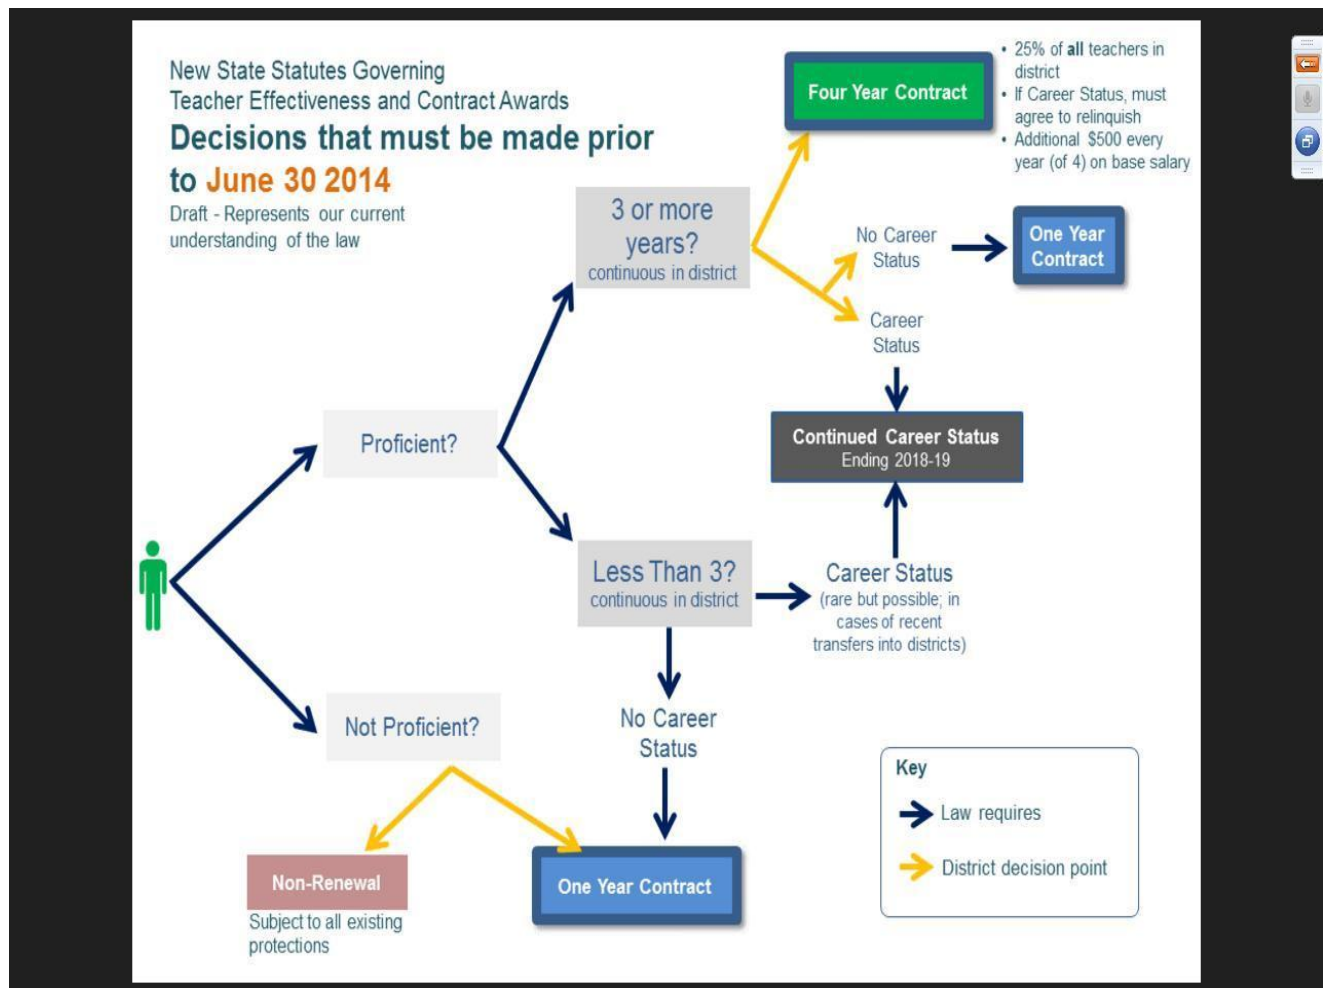 New State Statutes Governing
Teacher Effectiveness and Contract Awards
Decisions that must be made prior
to June 30 2014
Draft - Represents our current
understanding of the law
Four Year Contract
• 25% of all teachers in
district
• If Career Status, must
agree to relinquish
• Additional $500 every
year (of 4) on base salary
3 or more
years?
continuous in district
No Career
Status
One Year
Contract
Career
Status
Proficient?
Continued Career Status
Ending 2018-19
Less Than 3?
continuous in district
Career Status
(rare but possible; in
cases of recent
transfers into districts)
Not Proficient?
No Career
Status
Non-Renewal
Subject to all existing
protections
One Year Contract
Key
Law requires
District decision point